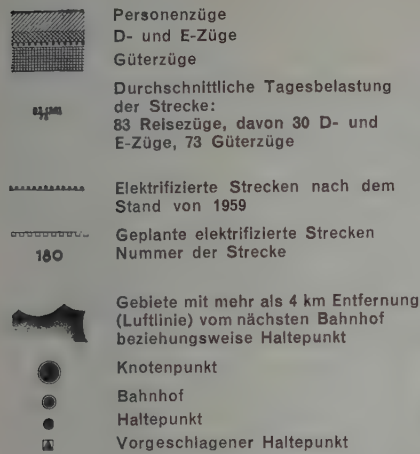 Personenzüge
D- und E-Züge
Güterzüge
Durchschnittliche Tagesbelastung
der Strecke:
83 Reisezüge, davon 30 D- und
E-Züge, 73 Güterzüge
Elektrifizierte Strecken nach dem
Stand von 1959
Geplante elektrifizierte Strecken
180 Nummer der Strecke
Gebiete mit mehr als 4 km Entfernung
(Luftlinie) vom nächsten Bahnhof
beziehungsweise Haltepunkt
Knotenpunkt
Bahnhof
Haltepunkt
Vorgeschlagener Haltepunkt